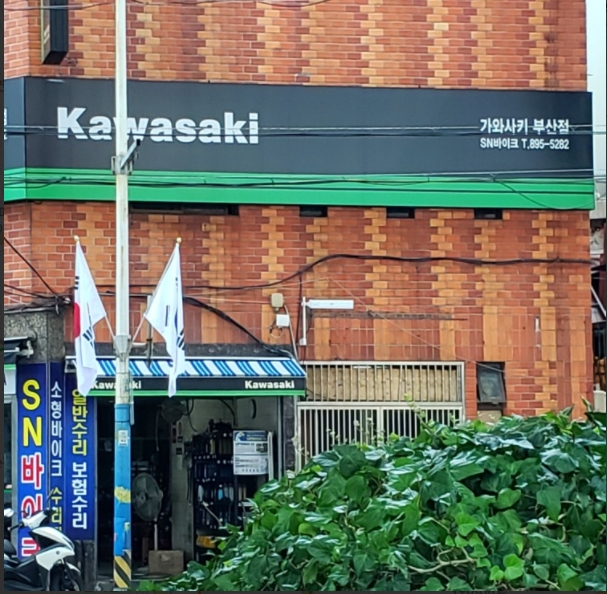 Kawasaki
가와사키 부산점
SN바이크 T.895-5282
Kawasaki
Kawasaki
SN바이크
소형바이크 수리
일반수리 보험수리